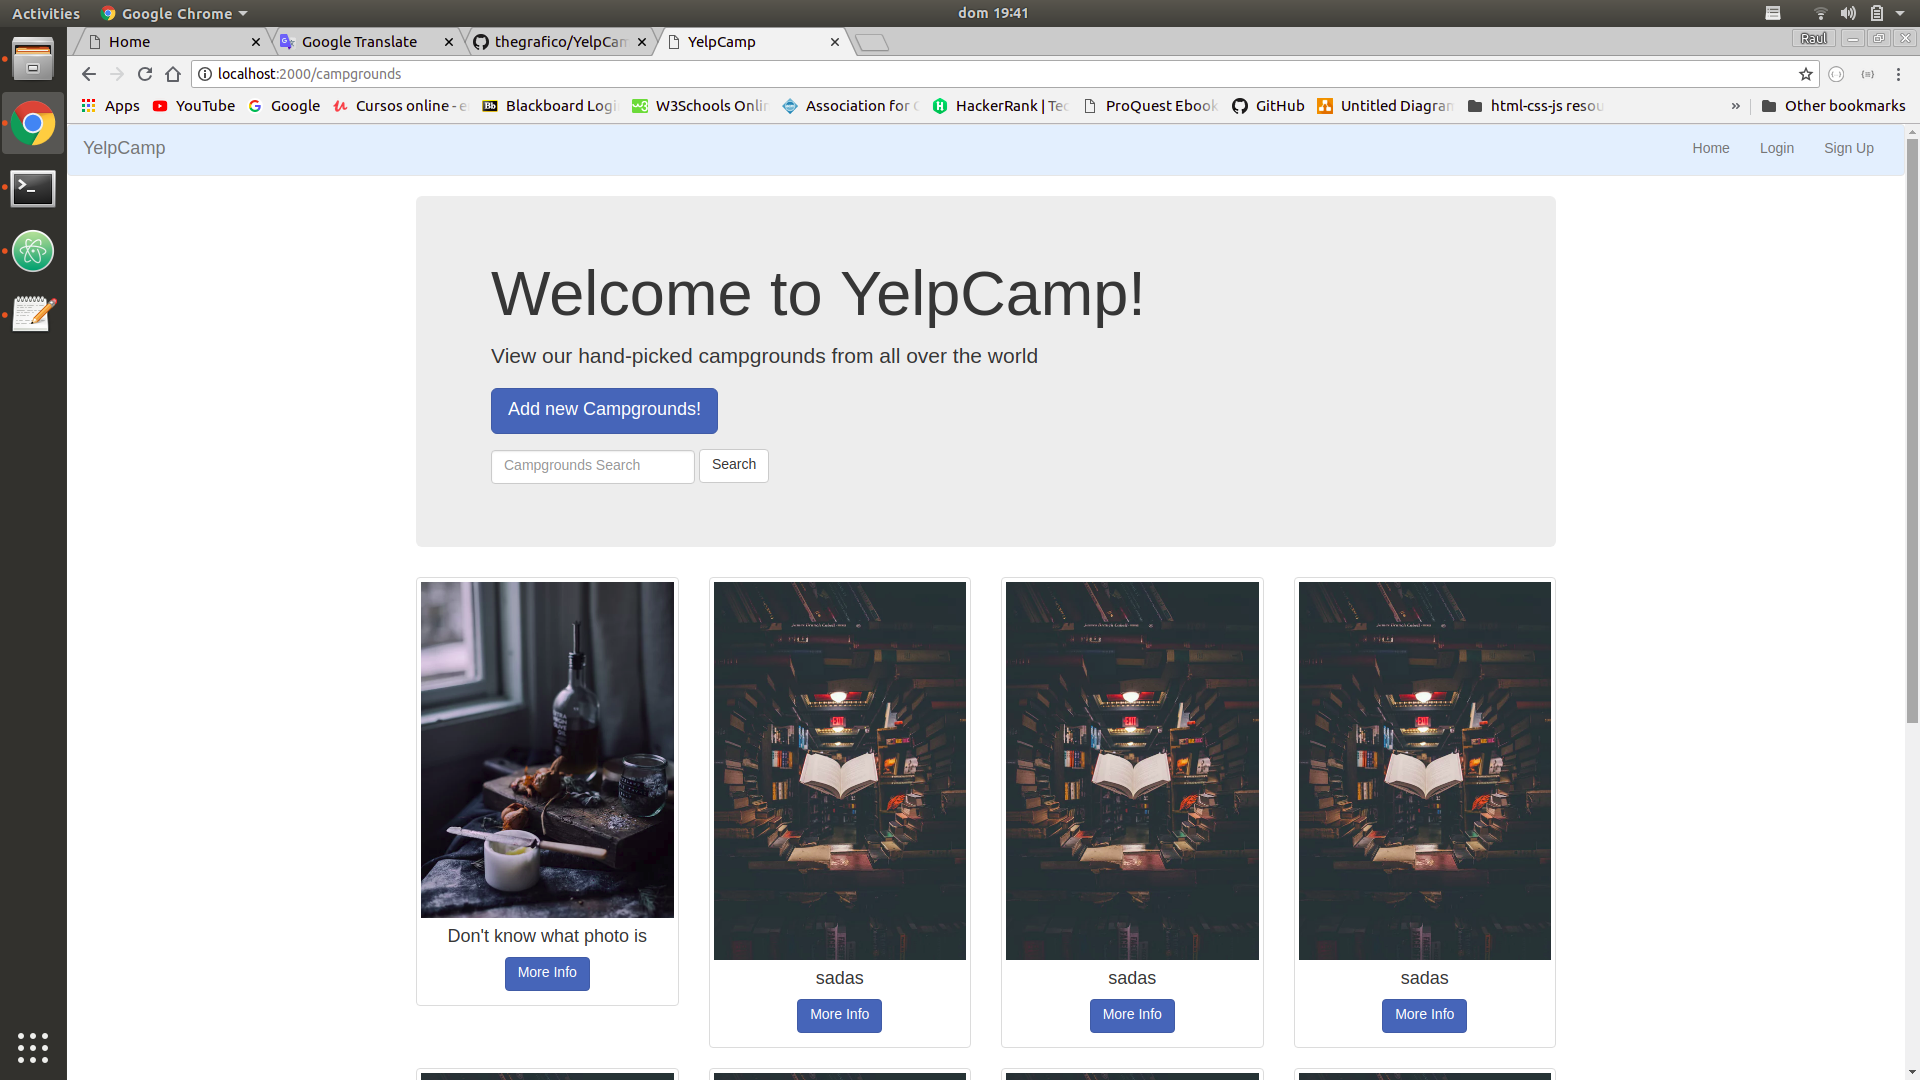 Activities Google Chrome dom 19:41
Home Google Translate thegrafico/YelpCam YelpCamp Raul
localhost:2000/campgrounds
Apps YouTube Google Cursos online - e Blackboard Logi W3Schools Onlin Association for C HackerRank | Tec ProQuest Ebook GitHub Untitled Diagram html-css-js resou » Other bookmarks
YelpCamp Home Login Sign Up
Welcome to YelpCamp!
View our hand-picked campgrounds from all over the world
Add new Campgrounds!
Campgrounds Search Search
EXIT EXIT EXIT
Don't know what photo is
More Info
sadas sadas sadas
More Info More Info More Info